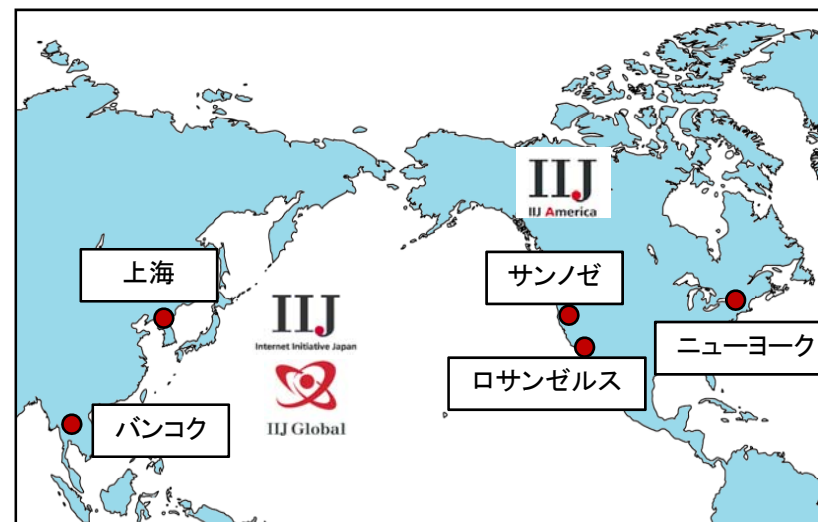 IIJ
IIJ America
上海
サンノゼ
IIJ
Internet Initiative Japan
ニューヨーク
ロサンゼルス
バンコク
IIJ Global